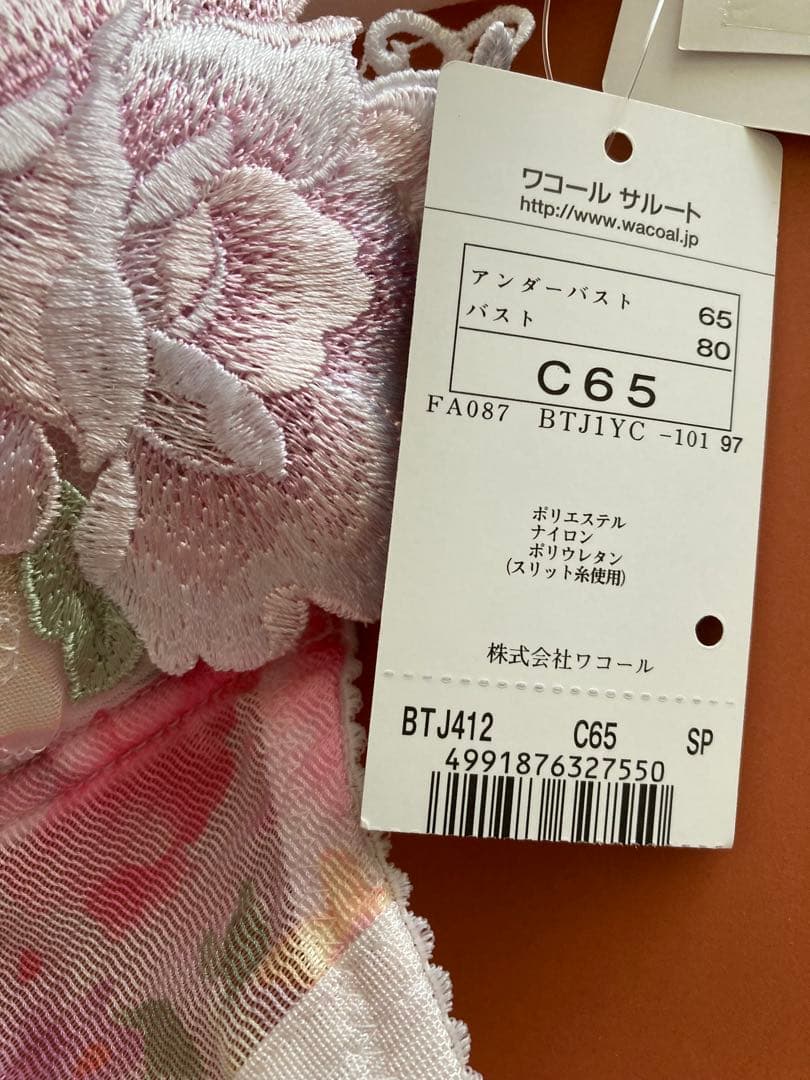 ワコール サルート
http://www.wacoal.jp
アンダーバスト 65
バスト 80
C65
FA087 BTJ1YC -101 97
ポリエステル
ナイロン
ポリウレタン
(スリット糸使用)
株式会社ワコール
BTJ412 C65 SP
4991876327550